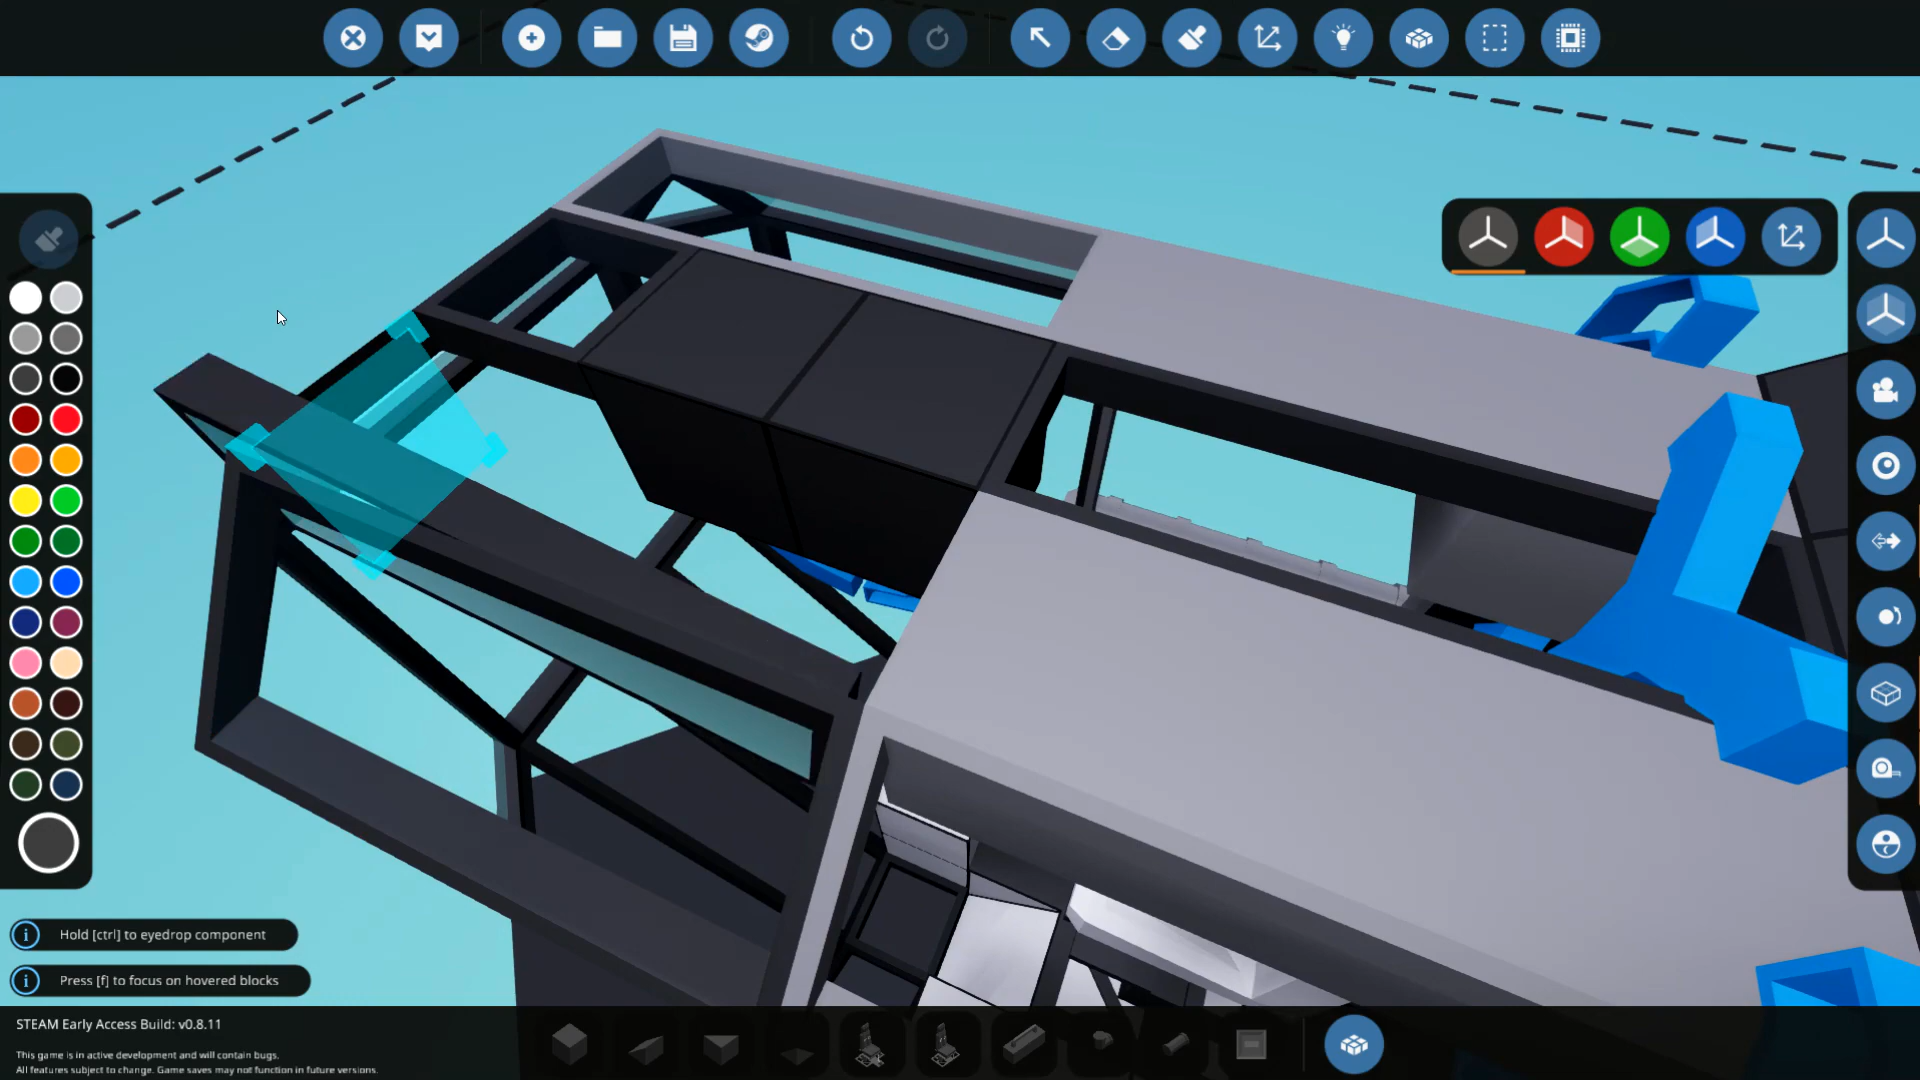 Hold [ctrl] to eyedrop component
Press [f] to focus on hovered blocks
STEAM Early Access Build: v0.8.11
This game is in active development and will contain bugs.
All features subject to change. Game saves may not function in future versions.